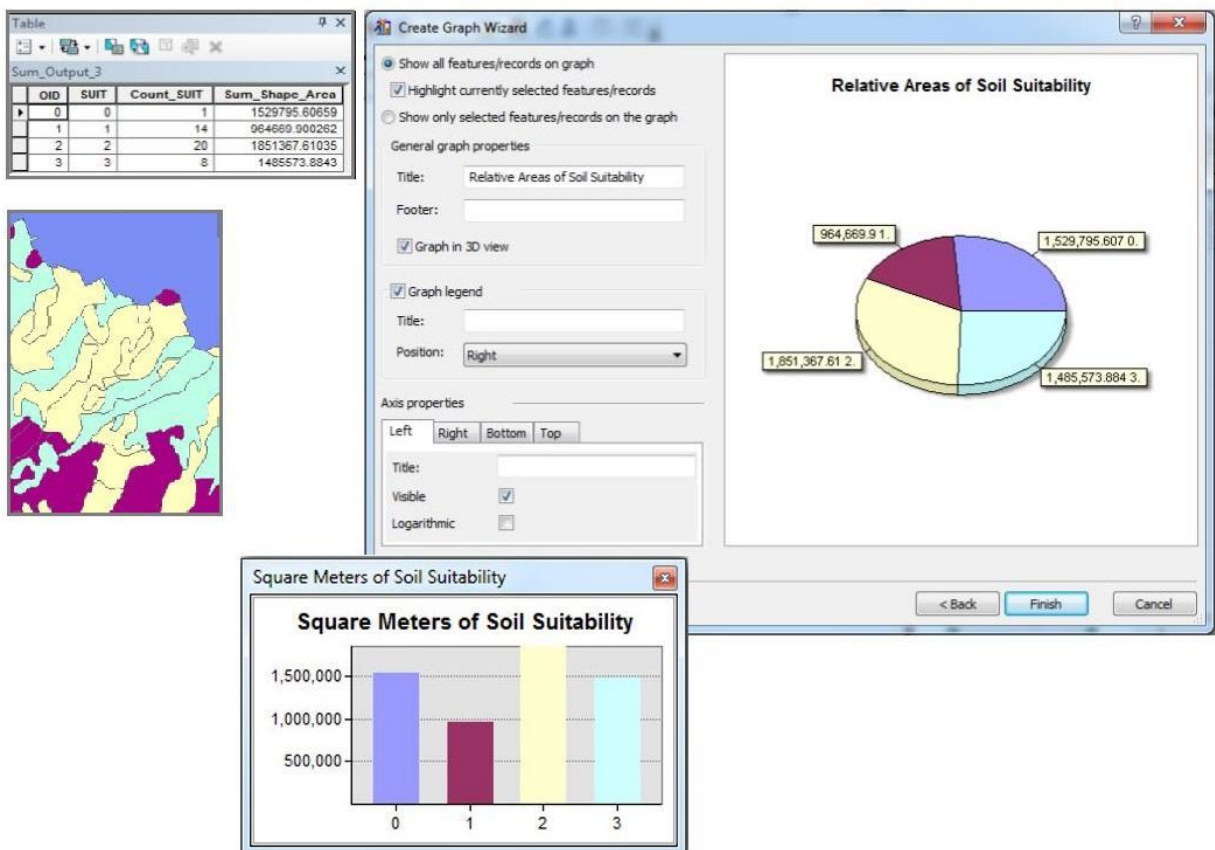 Table
Sum_Output_3
OID SUIT Count_SUIT Sum_Shape_Area
0 0 1 1529795.60659
1 1 14 964669.900262
2 2 20 1851367.61035
3 3 8 1485573.8843
Create Graph Wizard
Show all features/records on graph
Highlight currently selected features/records
Show only selected features/records on the graph
General graph properties
Title: Relative Areas of Soil Suitability
Footer:
Graph in 3D view
Graph legend
Title:
Position: Right
Axis properties
Left Right Bottom Top
Title:
Visible
Logarithmic
Relative Areas of Soil Suitability
964,669.9 1.
1,529,795.607 0.
1,851,367.61 2.
1,485,573.884 3.
< Back Finish Cancel
Square Meters of Soil Suitability
Square Meters of Soil Suitability
1,500,000
1,000,000
500,000
0 1 2 3